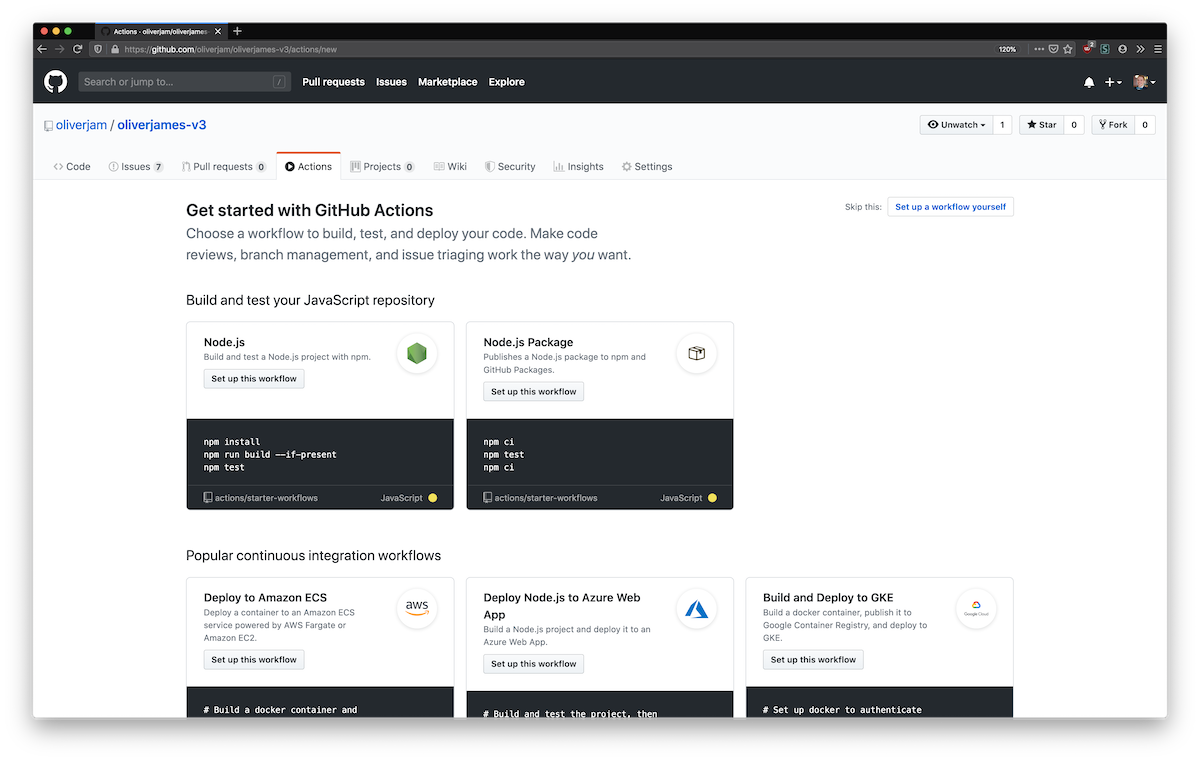 Actions · oliverjam/oliverjames-
https://github.com/oliverjam/oliverjames-v3/actions/new
120%
2
Search or jump to...
/
Pull requests
Issues
Marketplace
Explore
oliverjam / oliverjames-v3
Unwatch
1
Star
0
Fork
0
Code
Issues 7
Pull requests 0
Actions
Projects 0
Wiki
Security
Insights
Settings
Get started with GitHub Actions
Skip this:
Set up a workflow yourself
Choose a workflow to build, test, and deploy your code. Make code
reviews, branch management, and issue triaging work the way you want.
Build and test your JavaScript repository
Node.js
Build and test a Node.js project with npm.
Set up this workflow
npm install
npm run build --if-present
npm test
actions/starter-workflows
JavaScript
Node.js Package
Publishes a Node.js package to npm and
GitHub Packages.
Set up this workflow
npm ci
npm test
npm ci
actions/starter-workflows
JavaScript
Popular continuous integration workflows
Deploy to Amazon ECS
Deploy a container to an Amazon ECS
service powered by AWS Fargate or
Amazon EC2.
aws
Set up this workflow
# Build a docker container and
Deploy Node.js to Azure Web
App
Build a Node.js project and deploy it to an
Azure Web App.
Set up this workflow
# Build and test the project, then
Build and Deploy to GKE
Build a docker container, publish it to
Google Container Registry, and deploy to
GKE.
Google Cloud
Set up this workflow
# Set up docker to authenticate